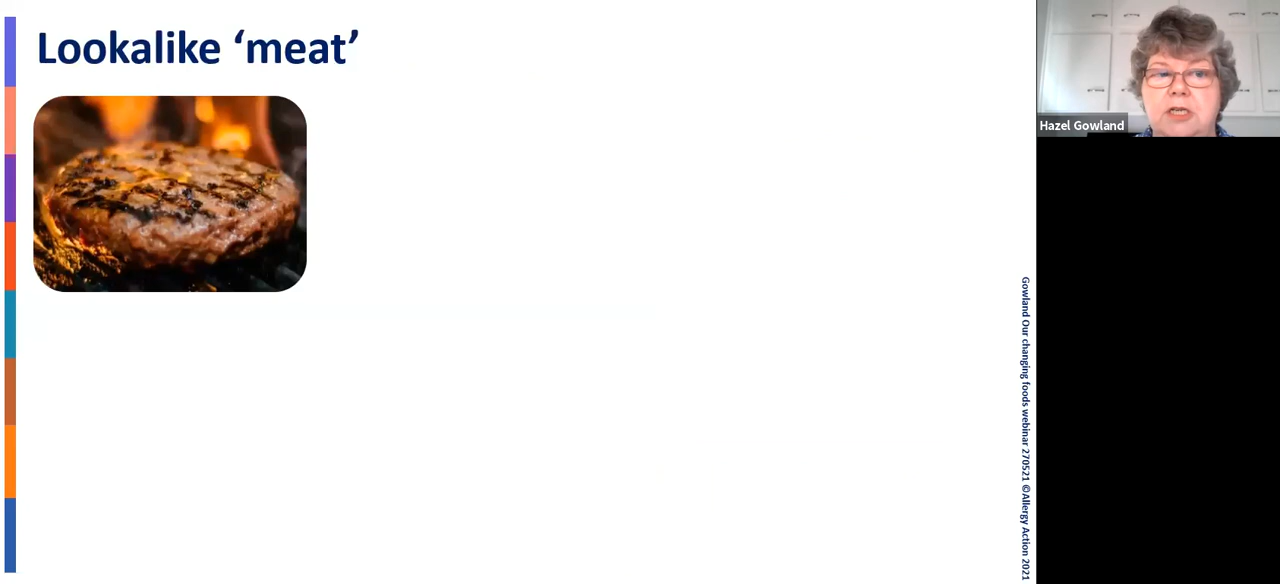 Lookalike ‘meat’
Hazel Gowland
Gowland Our changing foods webinar 270521 ©Allergy Action 2021